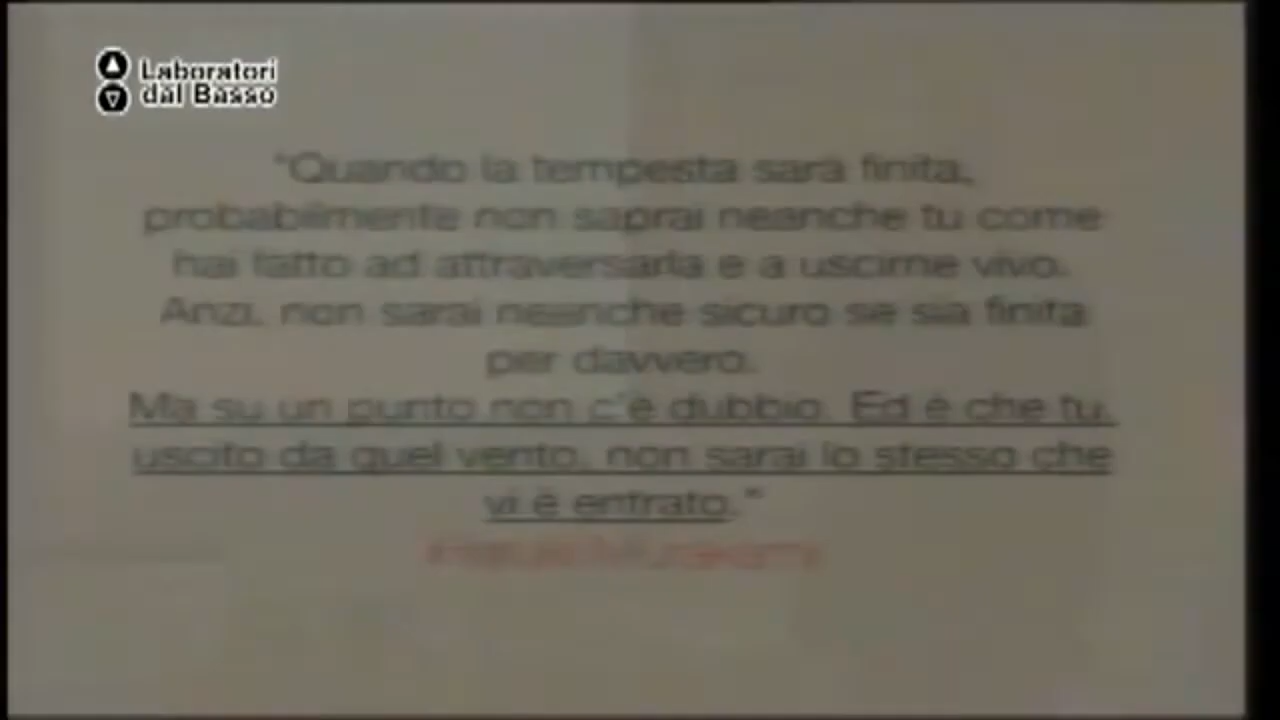 Laboratori
dal Basso
"Quando la tempesta sarà finita,
probabilmente non saprai neanche tu come
hai fatto ad attraversarla e a uscirne vivo.
Anzi, non sarai neanche sicuro se sia finita
per davvero.
Ma su un punto non c'è dubbio. Ed è che tu,
uscito da quel vento, non sarai lo stesso che
vi è entrato."